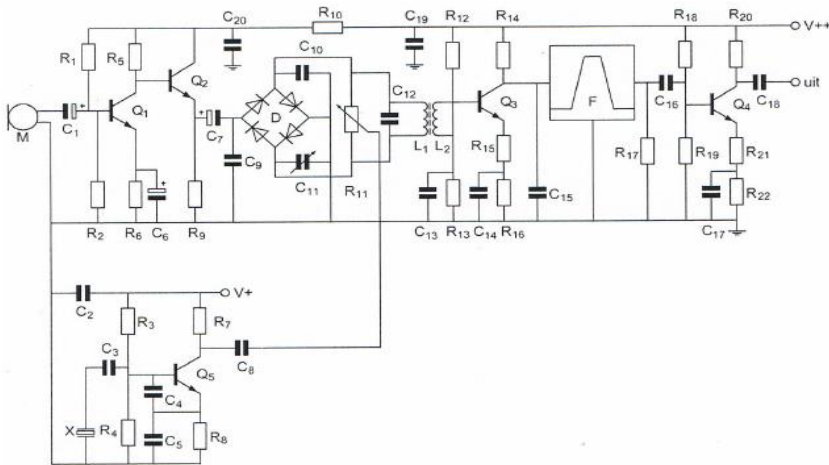 C20 R10 C19 R12 R14 R18 R20 V++
R1 R5 C10
Q2 C12 F uit
Q1 Q3 C16 Q4 C18
M C1 + + C7 D
C9 L1 L2 R15 R17 R19 R21
C11 R11 C15 R22
+
R2 R6 C6 R9 C13 R13 C14 R16 C17
V+
C2 R3 R7
C3 C8
Q5
C4
X R4 C5 R8